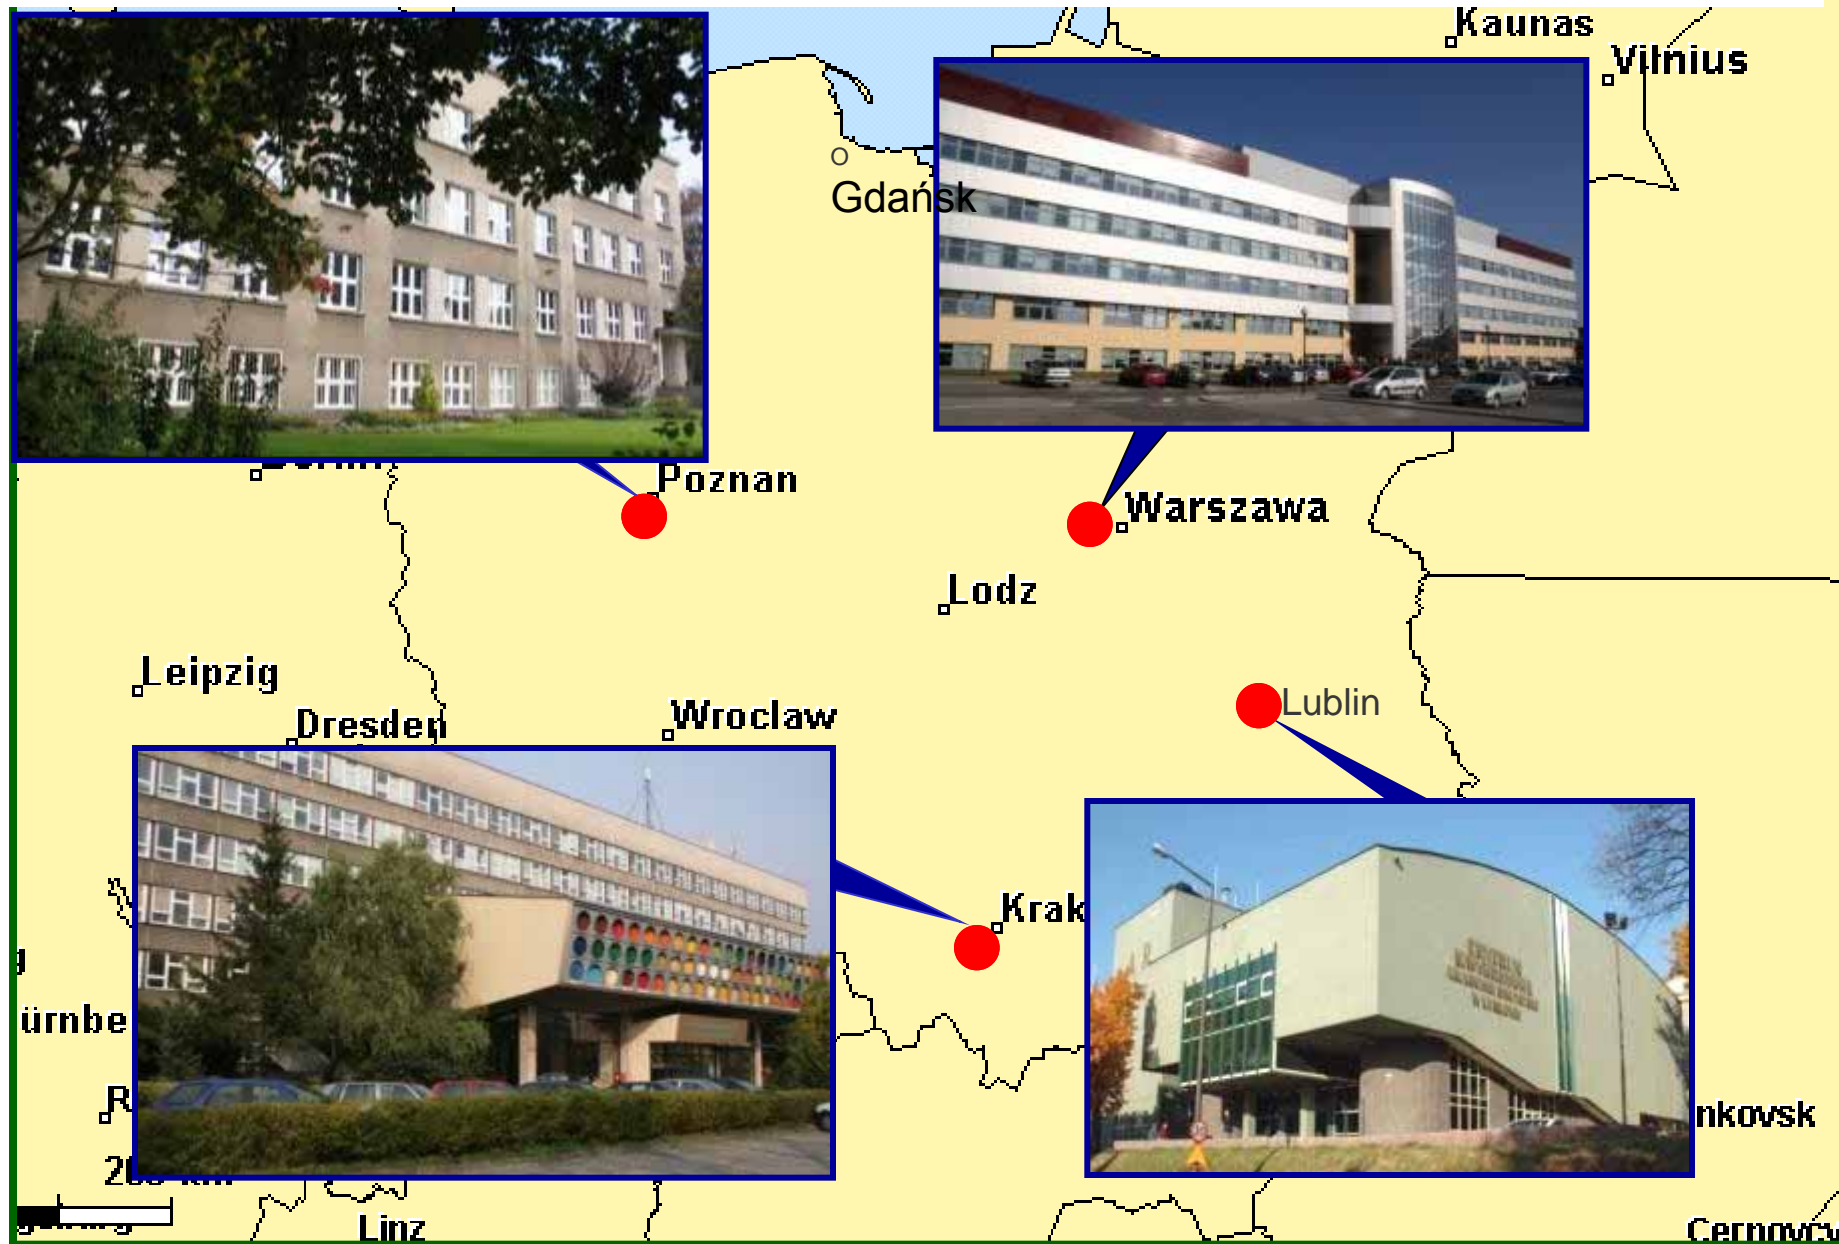 Kaunas
Vilnius
Gdańsk
Poznan
Warszawa
Lodz
Leipzig
Lublin
Wroclaw
Dresden
Krak
ürnbe
R
nkovsk
Linz